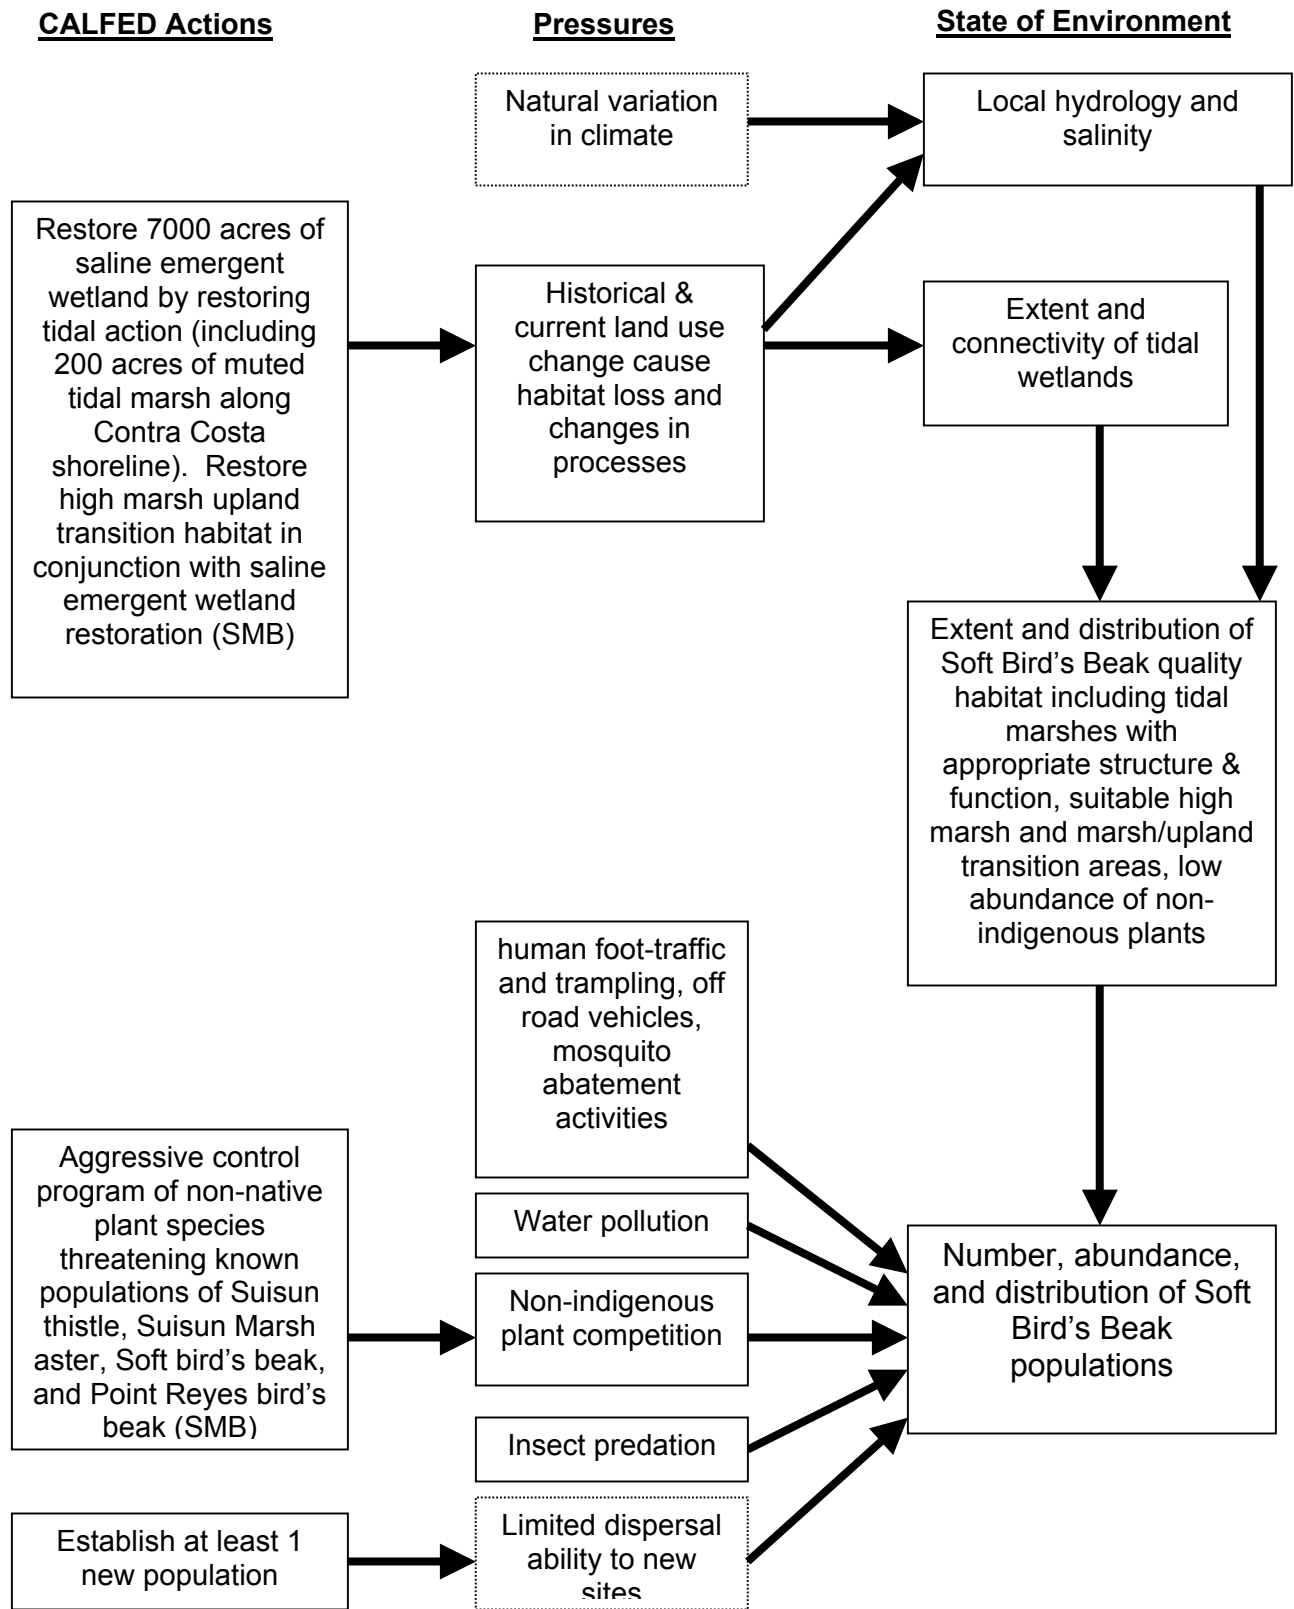 CALFED Actions
Pressures
State of Environment
Natural variation
in climate
Local hydrology and
salinity
Restore 7000 acres of
saline emergent
wetland by restoring
tidal action (including
200 acres of muted
tidal marsh along
Contra Costa
shoreline).  Restore
high marsh upland
transition habitat in
conjunction with saline
emergent wetland
restoration (SMB)
Historical &
current land use
change cause
habitat loss and
changes in
processes
Extent and
connectivity of tidal
wetlands
Extent and distribution of
Soft Bird’s Beak quality
habitat including tidal
marshes with
appropriate structure &
function, suitable high
marsh and marsh/upland
transition areas, low
abundance of non-
indigenous plants
human foot-traffic
and trampling, off
road vehicles,
mosquito
abatement
activities
Aggressive control
program of non-native
plant species
threatening known
populations of Suisun
thistle, Suisun Marsh
aster, Soft bird’s beak,
and Point Reyes bird’s
beak (SMB)
Water pollution
Non-indigenous
plant competition
Insect predation
Number, abundance,
and distribution of Soft
Bird’s Beak
populations
Establish at least 1
new population
Limited dispersal
ability to new
sites